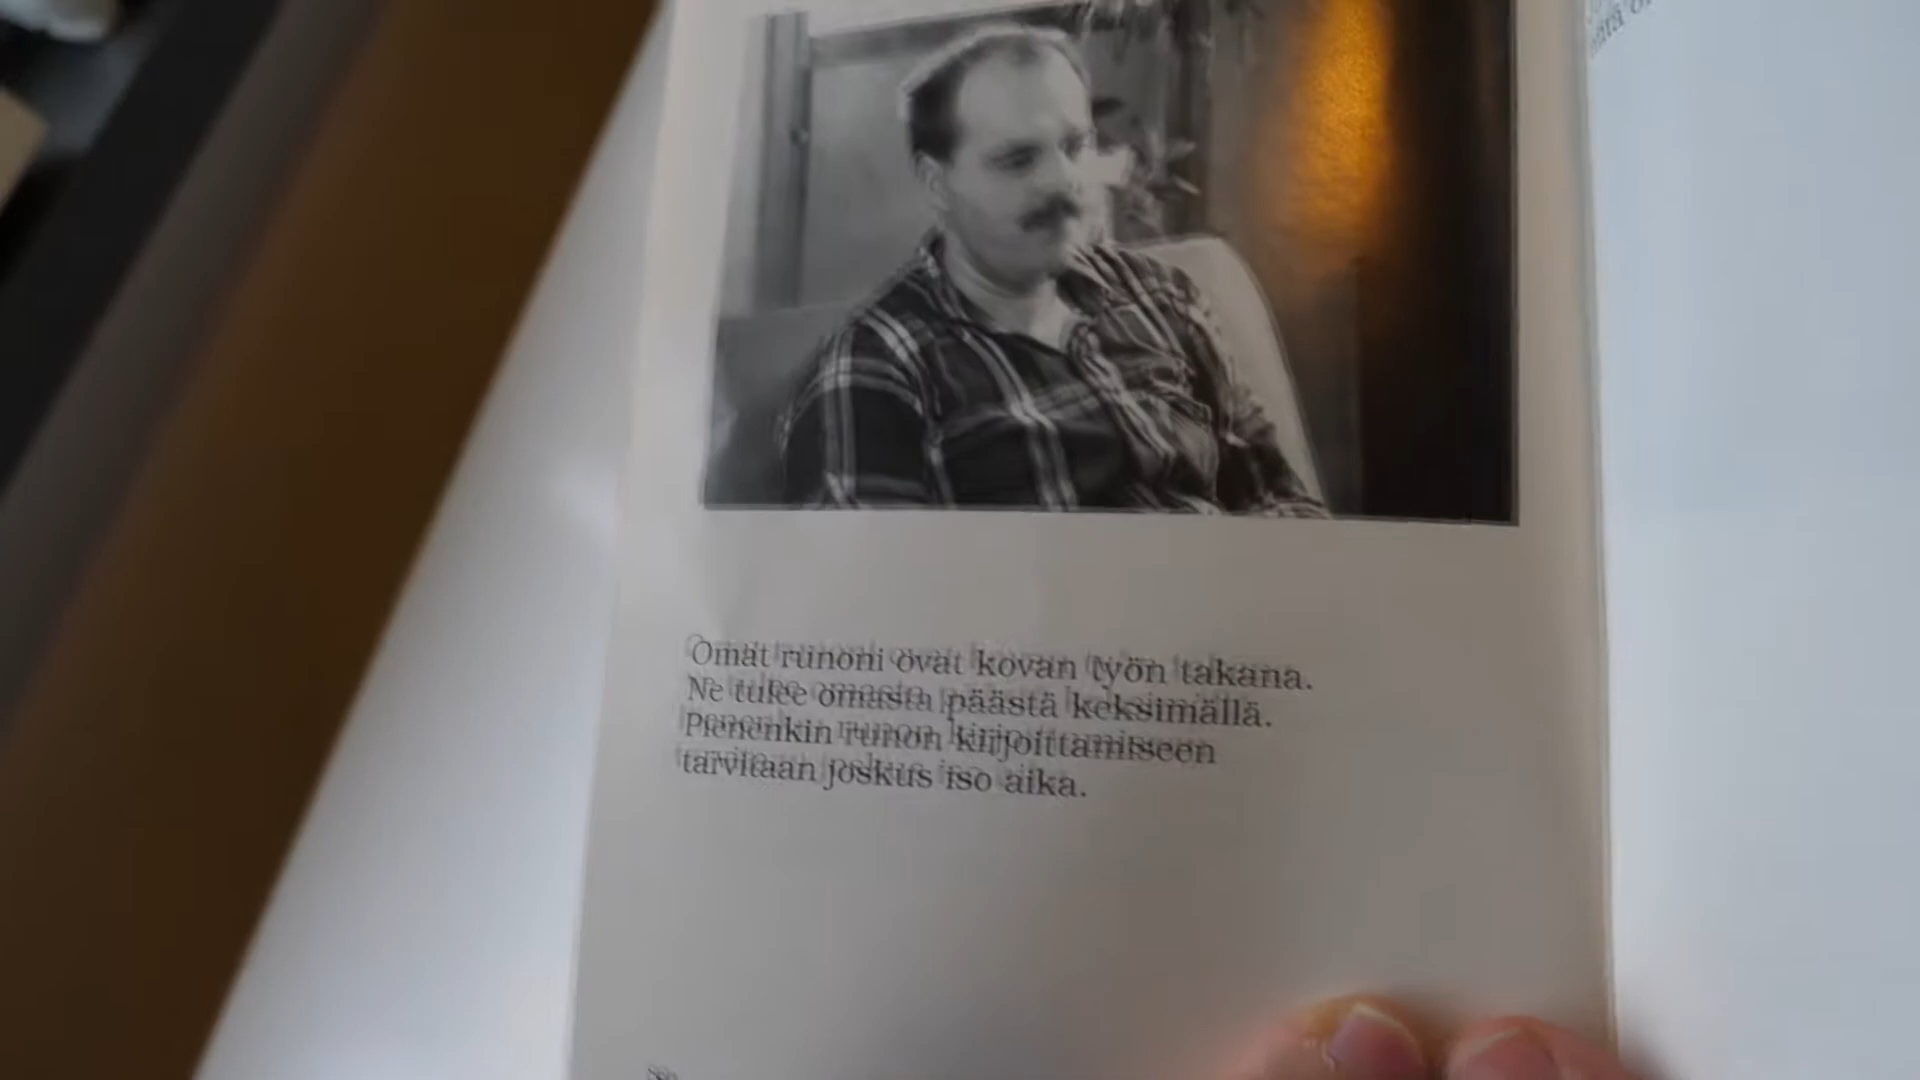 Omat runoni ovat kovan työn takana.
Ne tulee omasta päästä keksimällä.
Pienenkin runon kirjoittamiseen
tarvitaan joskus iso aika.